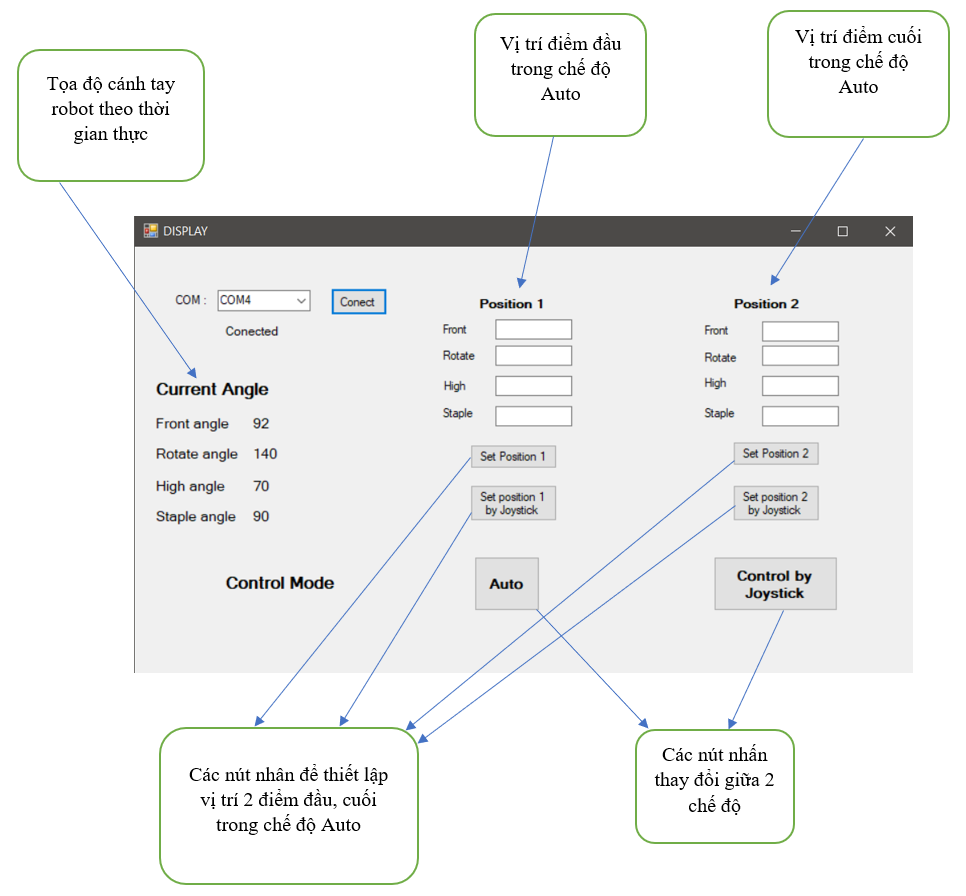 Tọa độ cánh tay
robot theo thời
gian thực
Vị trí điểm đầu
trong chế độ
Auto
Vị trí điểm cuối
trong chế độ
Auto
DISPLAY
COM :
COM4
Conect
Conected
Current Angle
Front angle 92
Rotate angle 140
High angle 70
Staple angle 90
Position 1
Front
Rotate
High
Staple
Set Position 1
Set position 1
by Joystick
Position 2
Front
Rotate
High
Staple
Set Position 2
Set position 2
by Joystick
Control Mode
Auto
Control by
Joystick
Các nút nhân để thiết lập
vị trí 2 điểm đầu, cuối
trong chế độ Auto
Các nút nhấn
thay đổi giữa 2
chế độ